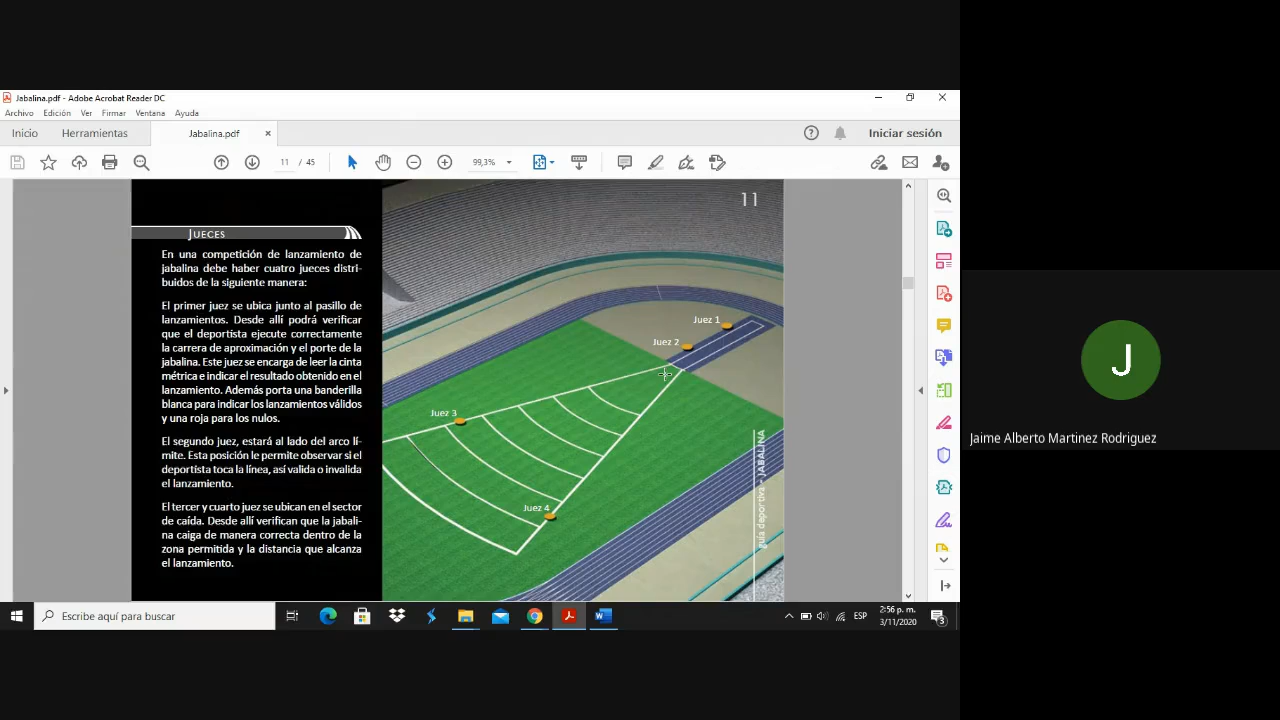 Jabalina.pdf - Adobe Acrobat Reader DC
Archivo Edición Ver Firmar Ventana Ayuda
Inicio Herramientas Jabalina.pdf × Iniciar sesión
11 / 45 99,3%
11
JUECES
En una competición de lanzamiento de
jabalina debe haber cuatro jueces distri-
buidos de la siguiente manera:
El primer juez se ubica junto al pasillo de
lanzamientos. Desde allí podrá verificar
que el deportista ejecute correctamente
la carrera de aproximación y el porte de la
jabalina. Este juez se encarga de leer la cinta
métrica e indicar el resultado obtenido en el
lanzamiento. Además porta una banderilla
blanca para indicar los lanzamientos válidos
y una roja para los nulos.
El segundo juez, estará al lado del arco lí-
mite. Esta posición le permite observar si el
deportista toca la línea, así valida o invalida
el lanzamiento.
El tercer y cuarto juez se ubican en el sector
de caída. Desde allí verifican que la jabali-
na caiga de manera correcta dentro de la
zona permitida y la distancia que alcanza
el lanzamiento.
Juez 1
Juez 2
Juez 3
Juez 4
guía deportiva - JABALINA
J
Jaime Alberto Martinez Rodriguez
Escribe aquí para buscar
ESP
2:56 p. m.
3/11/2020
3